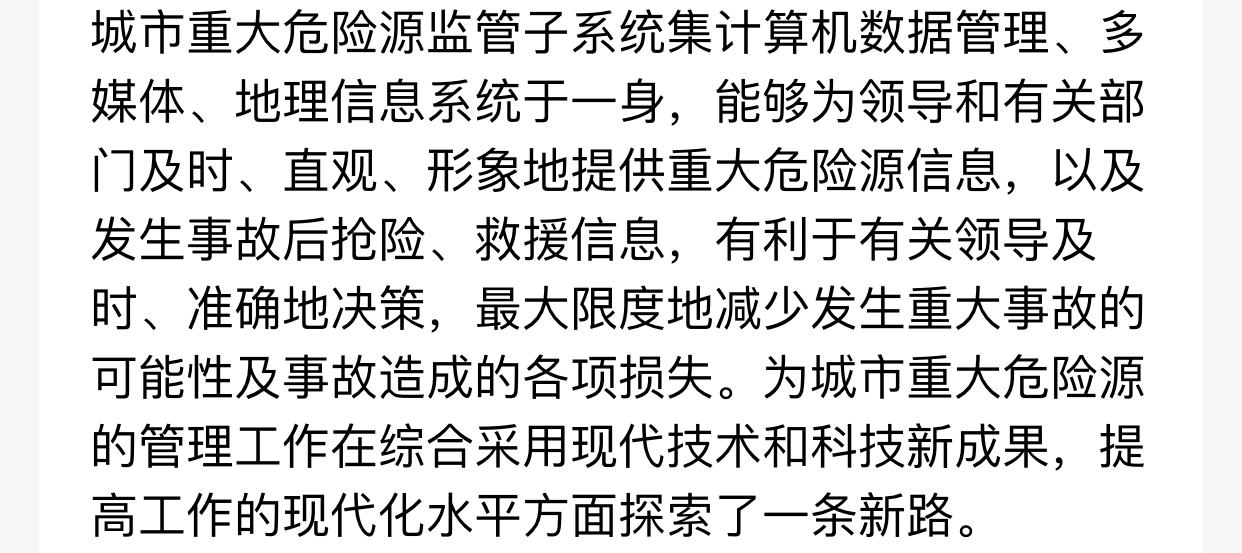 城市重大危险源监管子系统集计算机数据管理、多
媒体、地理信息系统于一身，能够为领导和有关部
门及时、直观、形象地提供重大危险源信息，以及
发生事故后抢险、救援信息，有利于有关领导及
时、准确地决策，最大限度地减少发生重大事故的
可能性及事故造成的各项损失。为城市重大危险源
的管理工作在综合采用现代技术和科技新成果，提
高工作的现代化水平方面探索了一条新路。